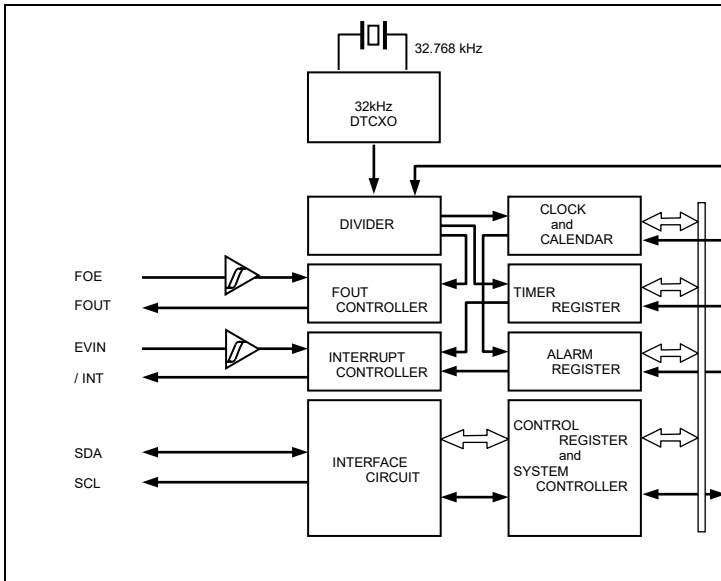 32.768 kHz
32kHz
DTCXO
DIVIDER
CLOCK
and
CALENDAR
FOE
FOUT
FOUT
CONTROLLER
TIMER
REGISTER
EVIN
/ INT
INTERRUPT
CONTROLLER
ALARM
REGISTER
SDA
SCL
INTERFACE
CIRCUIT
CONTROL
REGISTER
and
SYSTEM
CONTROLLER